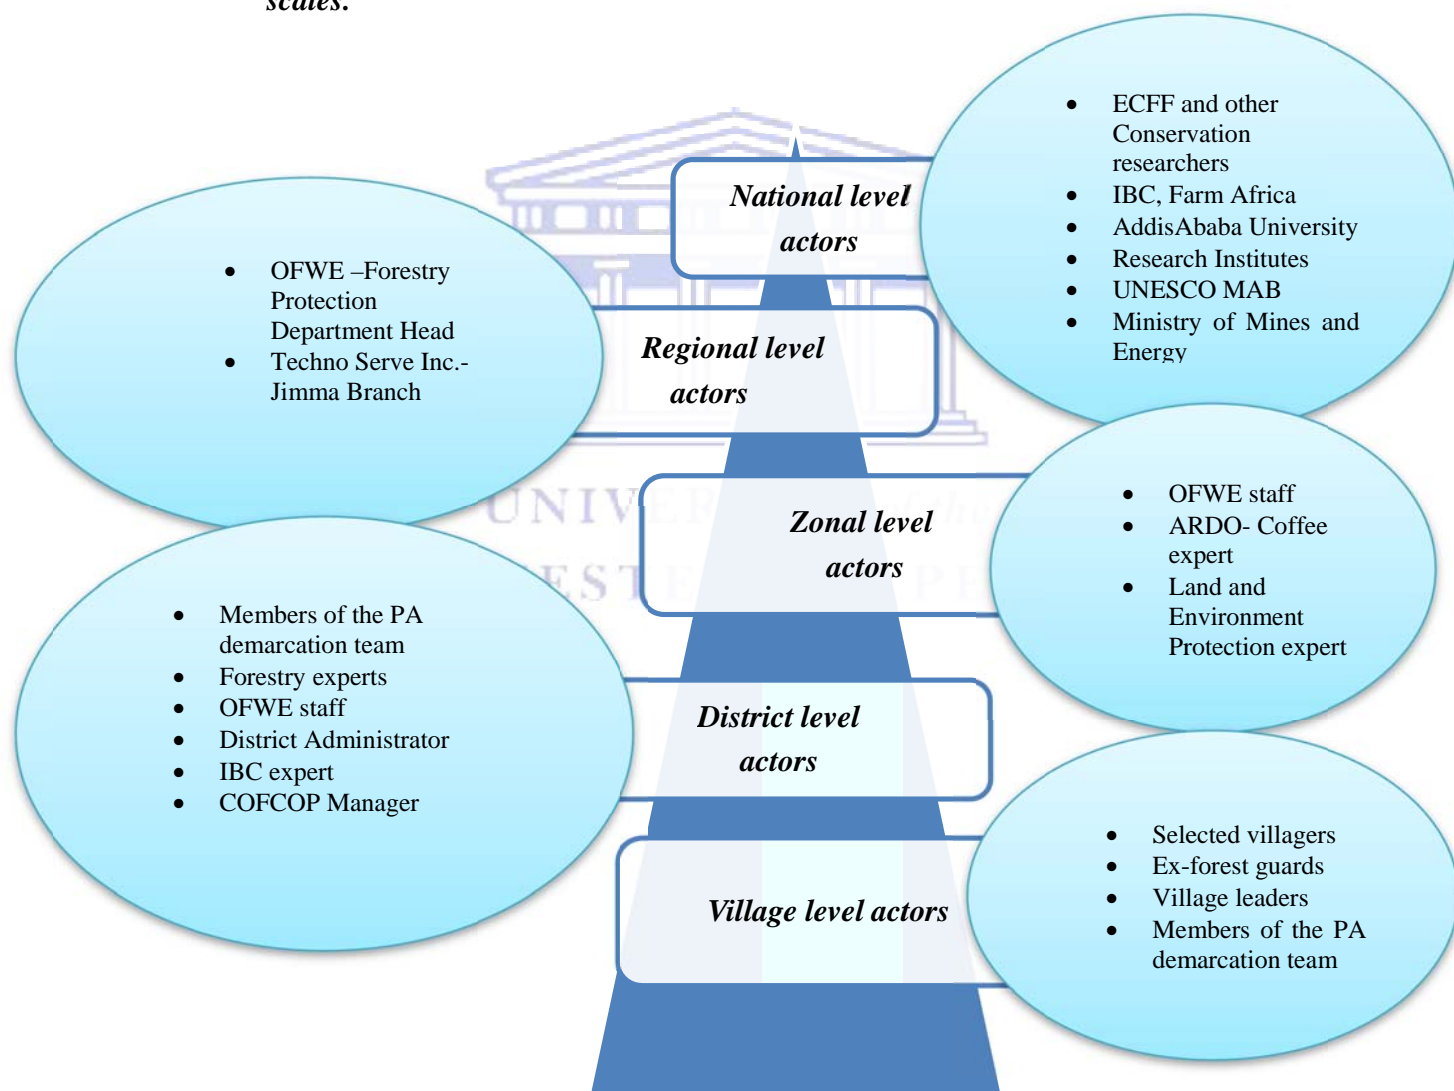 scales.
National level
actors
• ECFF and other
Conservation
researchers
• IBC, Farm Africa
• AddisAbaba University
• Research Institutes
• UNESCO MAB
• Ministry of Mines and
Energy
Regional level
actors
• OFWE –Forestry
Protection
Department Head
• Techno Serve Inc.-
Jimma Branch
Zonal level
actors
• OFWE staff
• ARDO- Coffee
expert
• Land and
Environment
Protection expert
District level
actors
• Members of the PA
demarcation team
• Forestry experts
• OFWE staff
• District Administrator
• IBC expert
• COFCOP Manager
Village level actors
• Selected villagers
• Ex-forest guards
• Village leaders
• Members of the PA
demarcation team